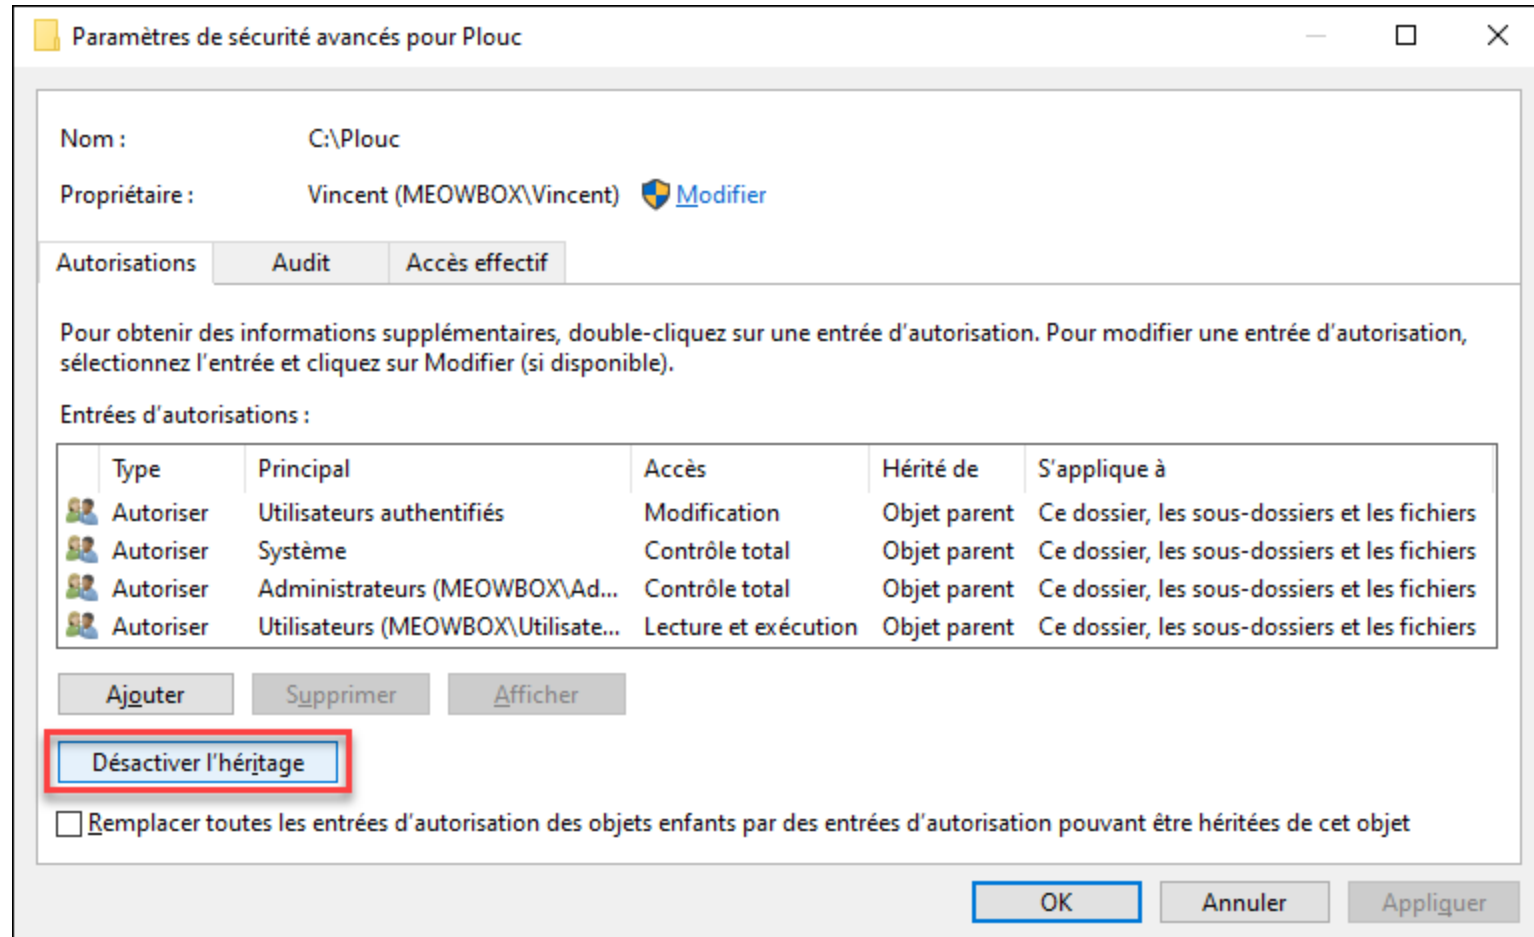 Paramètres de sécurité avancés pour Plouc
Nom : C:\Plouc
Propriétaire : Vincent (MEOWBOX\Vincent) Modifier
Autorisations Audit Accès effectif
Pour obtenir des informations supplémentaires, double-cliquez sur une entrée d'autorisation. Pour modifier une entrée d'autorisation,
sélectionnez l'entrée et cliquez sur Modifier (si disponible).
Entrées d'autorisations :
Type Principal Accès Hérité de S'applique à
Autoriser Utilisateurs authentifiés Modification Objet parent Ce dossier, les sous-dossiers et les fichiers
Autoriser Système Contrôle total Objet parent Ce dossier, les sous-dossiers et les fichiers
Autoriser Administrateurs (MEOWBOX\Ad... Contrôle total Objet parent Ce dossier, les sous-dossiers et les fichiers
Autoriser Utilisateurs (MEOWBOX\Utilisate... Lecture et exécution Objet parent Ce dossier, les sous-dossiers et les fichiers
Ajouter Supprimer Afficher
Désactiver l'héritage
Remplacer toutes les entrées d'autorisation des objets enfants par des entrées d'autorisation pouvant être héritées de cet objet
OK Annuler Appliquer